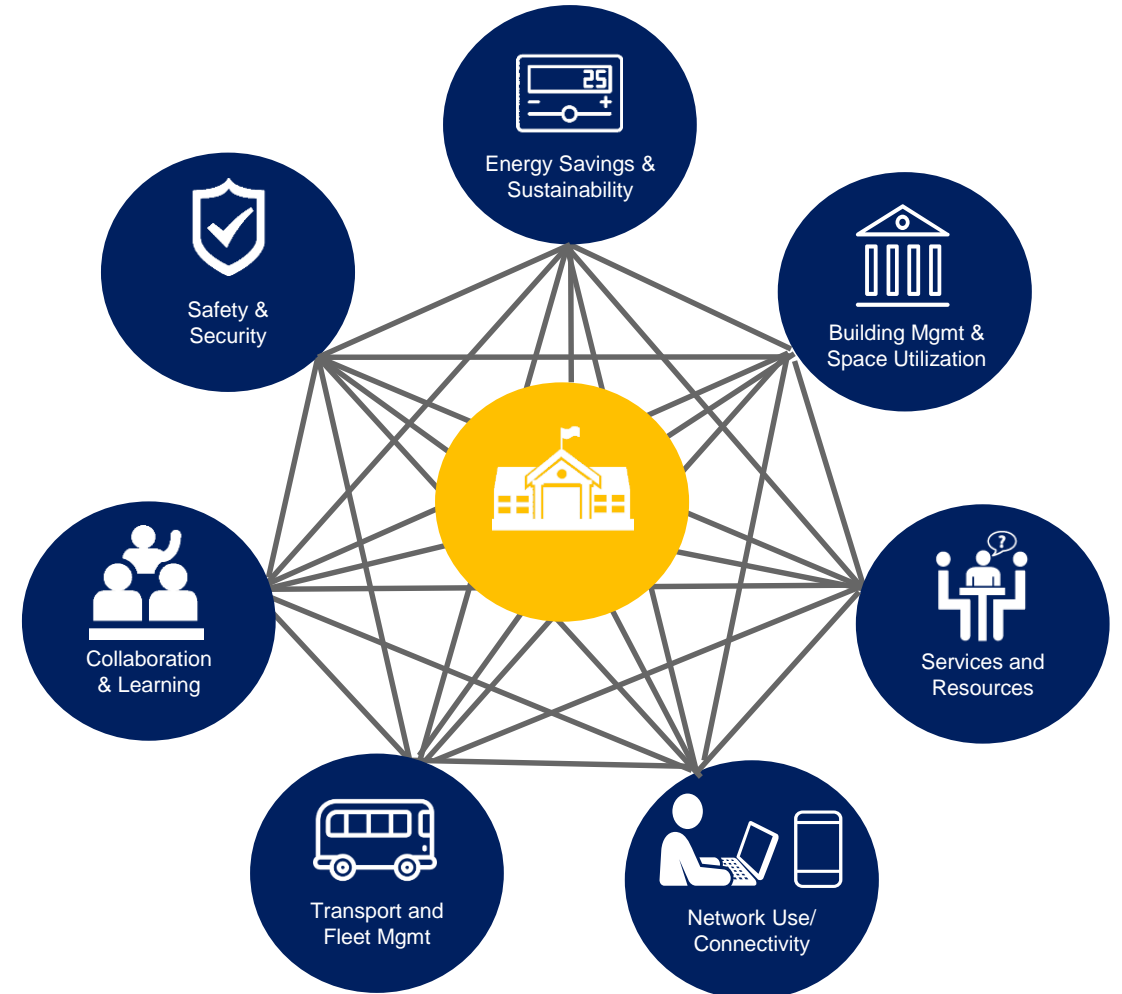 25
Energy Savings &
Sustainability
Safety &
Security
Building Mgmt &
Space Utilization
?
Collaboration
& Learning
Services and
Resources
Transport and
Fleet Mgmt
Network Use/
Connectivity